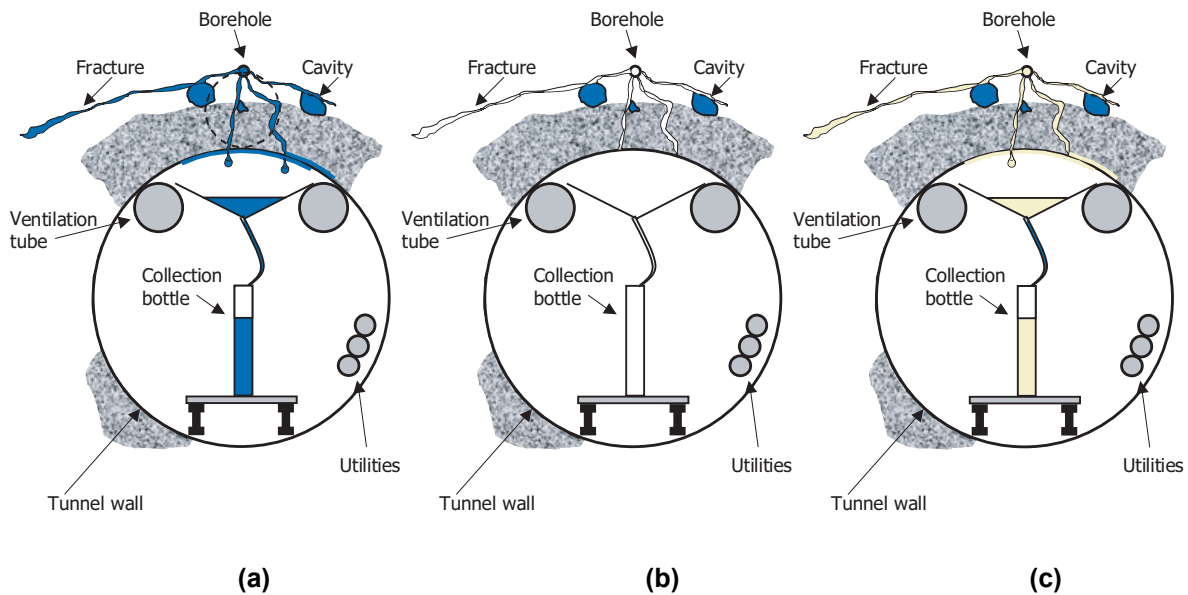 Borehole
Fracture
Cavity
Ventilation
tube
Collection
bottle
Utilities
Tunnel wall
(a)
Borehole
Fracture
Cavity
Ventilation
tube
Collection
bottle
Utilities
Tunnel wall
(b)
Borehole
Fracture
Cavity
Ventilation
tube
Collection
bottle
Utilities
Tunnel wall
(c)